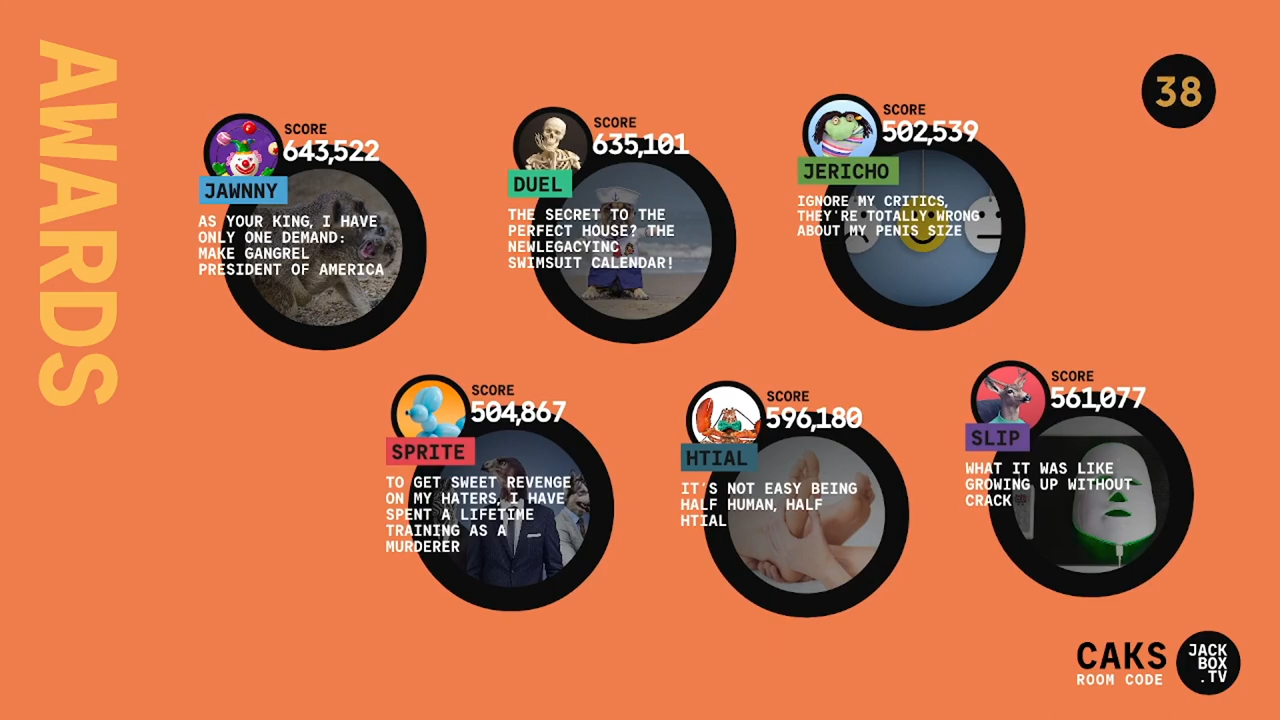 AWARDS
38
SCORE
643,522
JAWNNY
AS YOUR KING, I HAVE
ONLY ONE DEMAND:
MAKE GANGREL
PRESIDENT OF AMERICA
SCORE
635,101
DUEL
THE SECRET TO THE
PERFECT HOUSE? THE
NEWLEGACYINC
SWIMSUIT CALENDAR!
SCORE
502,539
JERICHO
IGNORE MY CRITICS,
THEY'RE TOTALLY WRONG
ABOUT MY PENIS SIZE
SCORE
504,867
SPRITE
TO GET SWEET REVENGE
ON MY HATERS, I HAVE
SPENT A LIFETIME
TRAINING AS A
MURDERER
SCORE
596,180
HTIAL
IT'S NOT EASY BEING
HALF HUMAN, HALF
HTIAL
SCORE
561,077
SLIP
WHAT IT WAS LIKE
GROWING UP WITHOUT
CRACK
CAKS
ROOM CODE
JACK
BOX
.TV